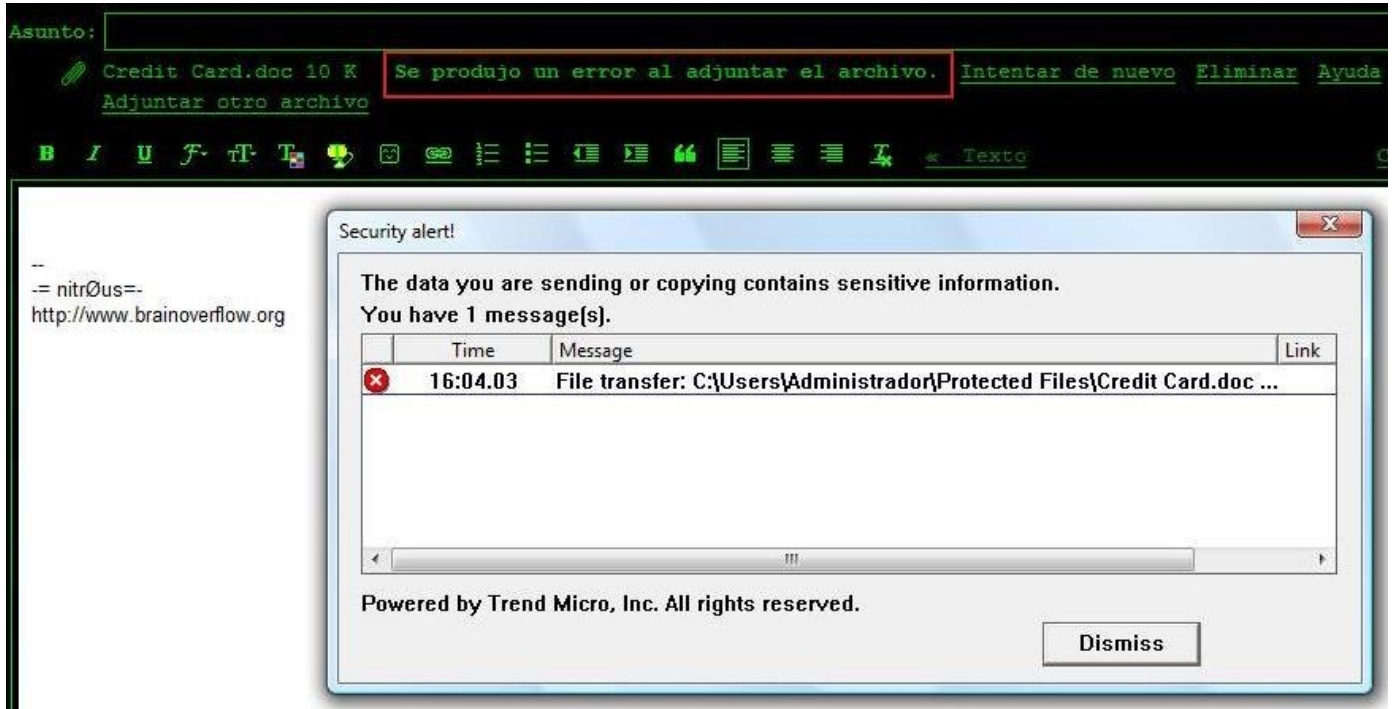 Asunto:
Credit Card.doc 10 K Se produjo un error al adjuntar el archivo. Intentar de nuevo Eliminar Ayuda
Adjuntar otro archivo
B I U F T T « Texto
--
-= nitrØus=-
http://www.brainoverflow.org
Security alert!
The data you are sending or copying contains sensitive information.
You have 1 message(s).
Time Message Link
16:04.03 File transfer: C:\Users\Administrador\Protected Files\Credit Card.doc ...
Powered by Trend Micro, Inc. All rights reserved.
Dismiss